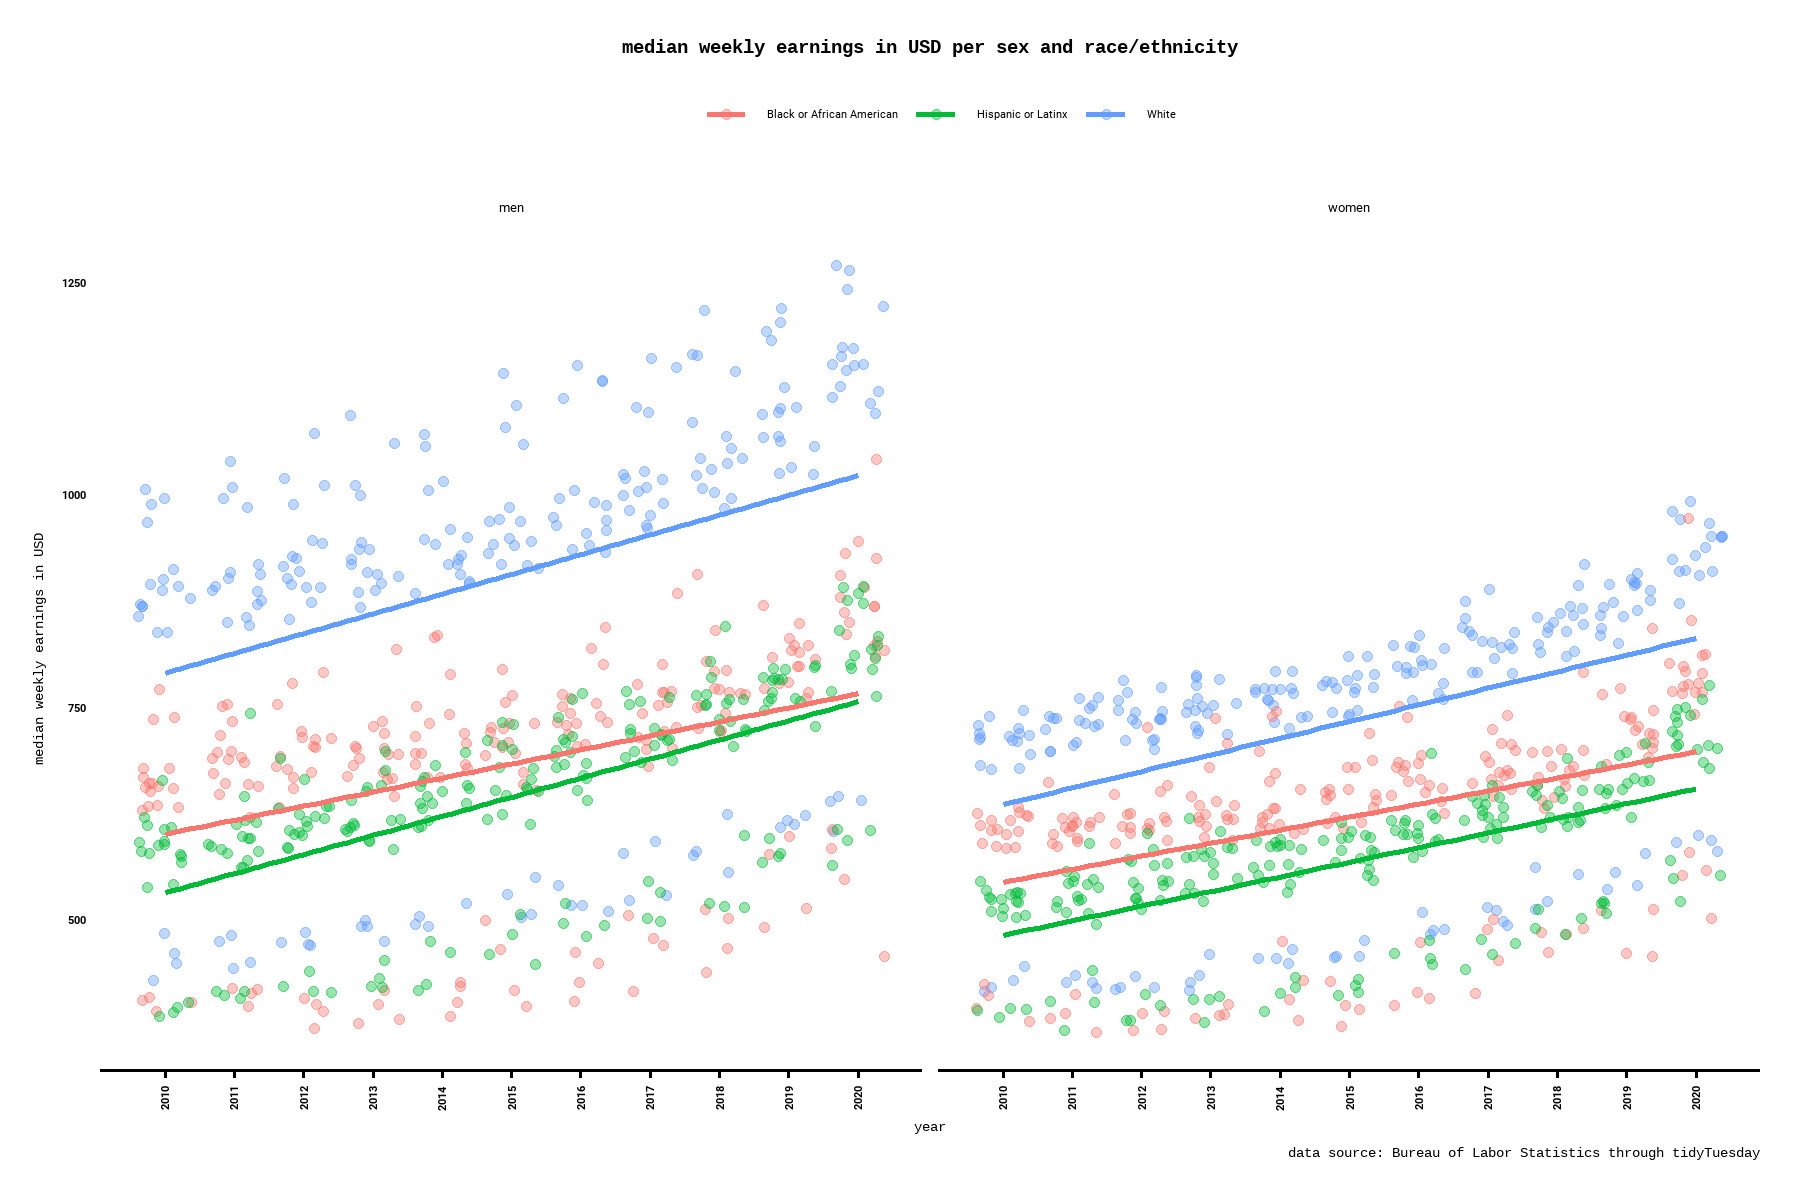 median weekly earnings in USD per sex and race/ethnicity
Black or African American Hispanic or Latinx White
men women
1250
1000
750
500
median weekly earnings in USD
2010 2011 2012 2013 2014 2015 2016 2017 2018 2019 2020 2010 2011 2012 2013 2014 2015 2016 2017 2018 2019 2020
year
data source: Bureau of Labor Statistics through tidyTuesday